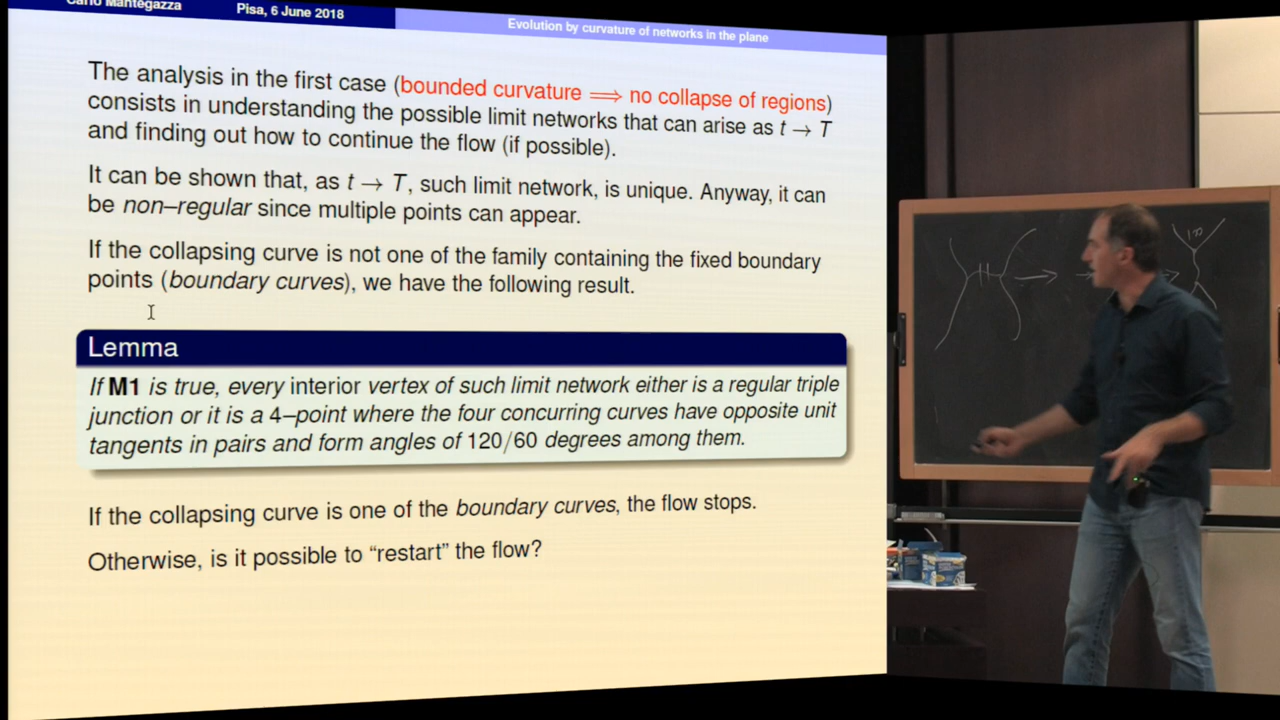 Carlo Mantegazza
Pisa, 6 June 2018
Evolution by curvature of networks in the plane
The analysis in the first case (bounded curvature ⟹ no collapse of regions)
consists in understanding the possible limit networks that can arise as t → T
and finding out how to continue the flow (if possible).
It can be shown that, as t → T, such limit network, is unique. Anyway, it can
be non–regular since multiple points can appear.
If the collapsing curve is not one of the family containing the fixed boundary
points (boundary curves), we have the following result.
Lemma
If M1 is true, every interior vertex of such limit network either is a regular triple
junction or it is a 4–point where the four concurring curves have opposite unit
tangents in pairs and form angles of 120/60 degrees among them.
If the collapsing curve is one of the boundary curves, the flow stops.
Otherwise, is it possible to “restart” the flow?